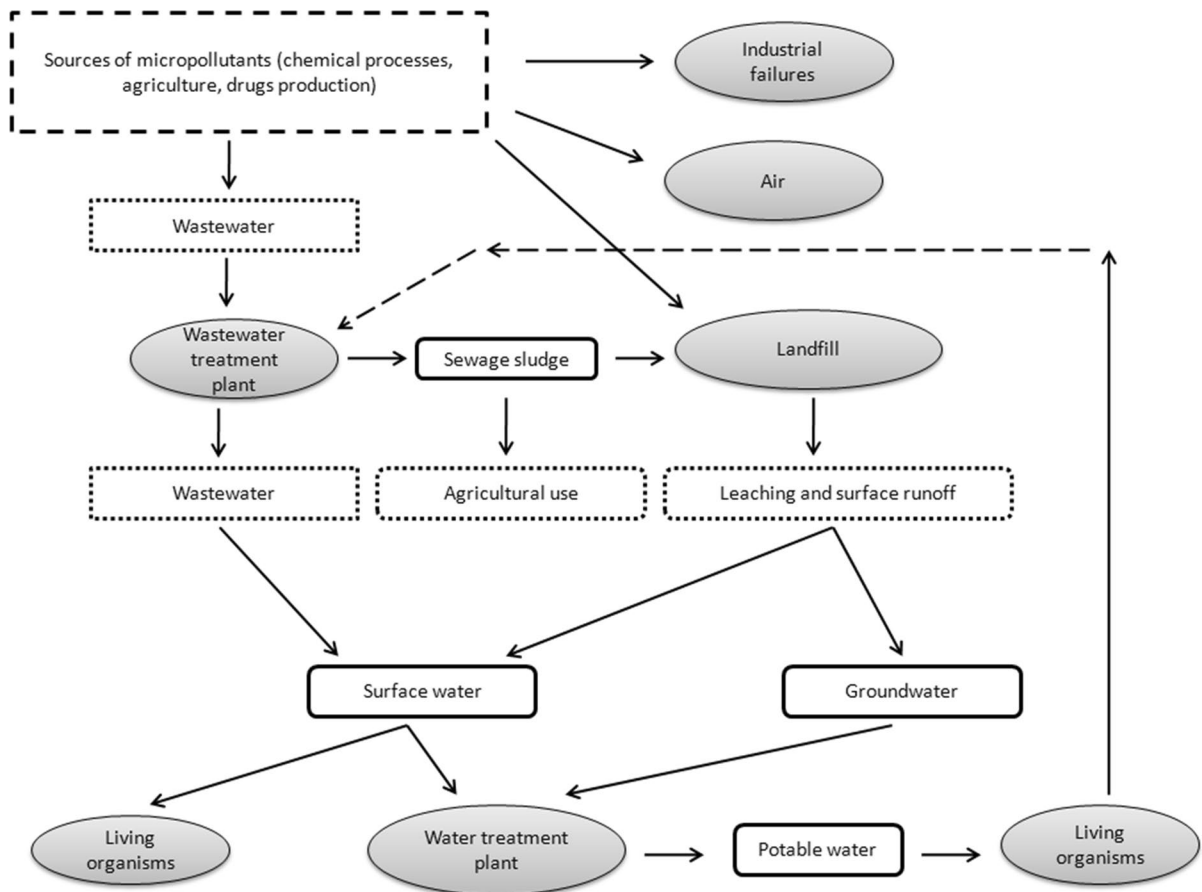 Sources of micropollutants (chemical processes,
agriculture, drugs production)
Industrial
failures
Air
Wastewater
Wastewater
treatment
plant
Sewage sludge
Landfill
Wastewater
Agricultural use
Leaching and surface runoff
Surface water
Groundwater
Living
organisms
Water treatment
plant
Potable water
Living
organisms